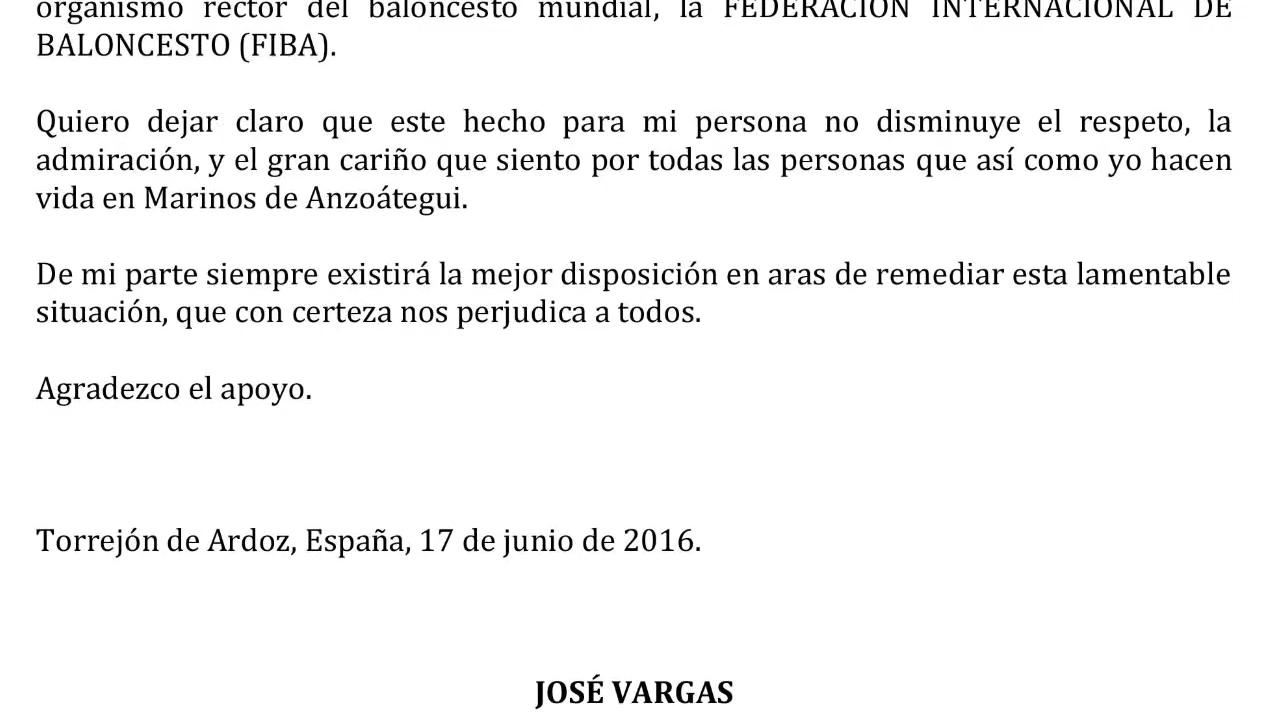 organismo rector del baloncesto mundial, la FEDERACIÓN INTERNACIONAL DE
BALONCESTO (FIBA).
Quiero dejar claro que este hecho para mi persona no disminuye el respeto, la
admiración, y el gran cariño que siento por todas las personas que así como yo hacen
vida en Marinos de Anzoátegui.
De mi parte siempre existirá la mejor disposición en aras de remediar esta lamentable
situación, que con certeza nos perjudica a todos.
Agradezco el apoyo.
Torrejón de Ardoz, España, 17 de junio de 2016.
JOSÉ VARGAS